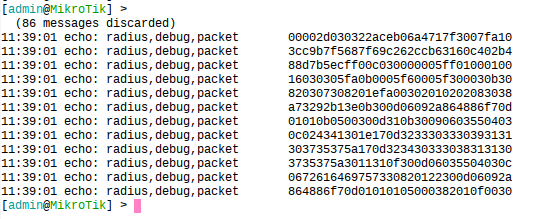 [admin@MikroTik] >
(86 messages discarded)
11:39:01 echo: radius,debug,packet 00002d030322aceb06a4717f3007fa10
11:39:01 echo: radius,debug,packet 3cc9b7f5687f69c262ccb63160c402b4
11:39:01 echo: radius,debug,packet 88d7b5ecff00c030000005ff01000100
11:39:01 echo: radius,debug,packet 16030305fa0b0005f60005f300030b30
11:39:01 echo: radius,debug,packet 820307308201efa00302010202083038
11:39:01 echo: radius,debug,packet a73292b13e0b300d06092a864886f70d
11:39:01 echo: radius,debug,packet 01010b0500300d310b30090603550403
11:39:01 echo: radius,debug,packet 0c024341301e170d3233303330393131
11:39:01 echo: radius,debug,packet 303735375a170d323430333038313130
11:39:01 echo: radius,debug,packet 3735375a3011310f300d06035504030c
11:39:01 echo: radius,debug,packet 067261646975733082012​2300d06092a
11:39:01 echo: radius,debug,packet 864886f70d01010105000382010f0030
[admin@MikroTik] >